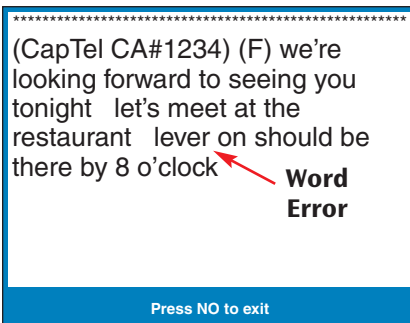 ******************************************************
(CapTel CA#1234) (F) we're
looking forward to seeing you
tonight   let's meet at the
restaurant   lever on should be
there by 8 o'clock
Word
Error
Press NO to exit